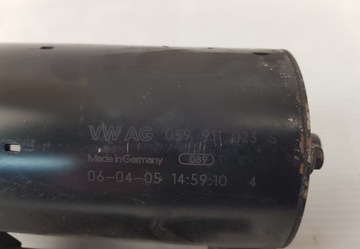 VW AG 059 911 023 S
Made in Germany 089
06-04-05 14:59:10 4